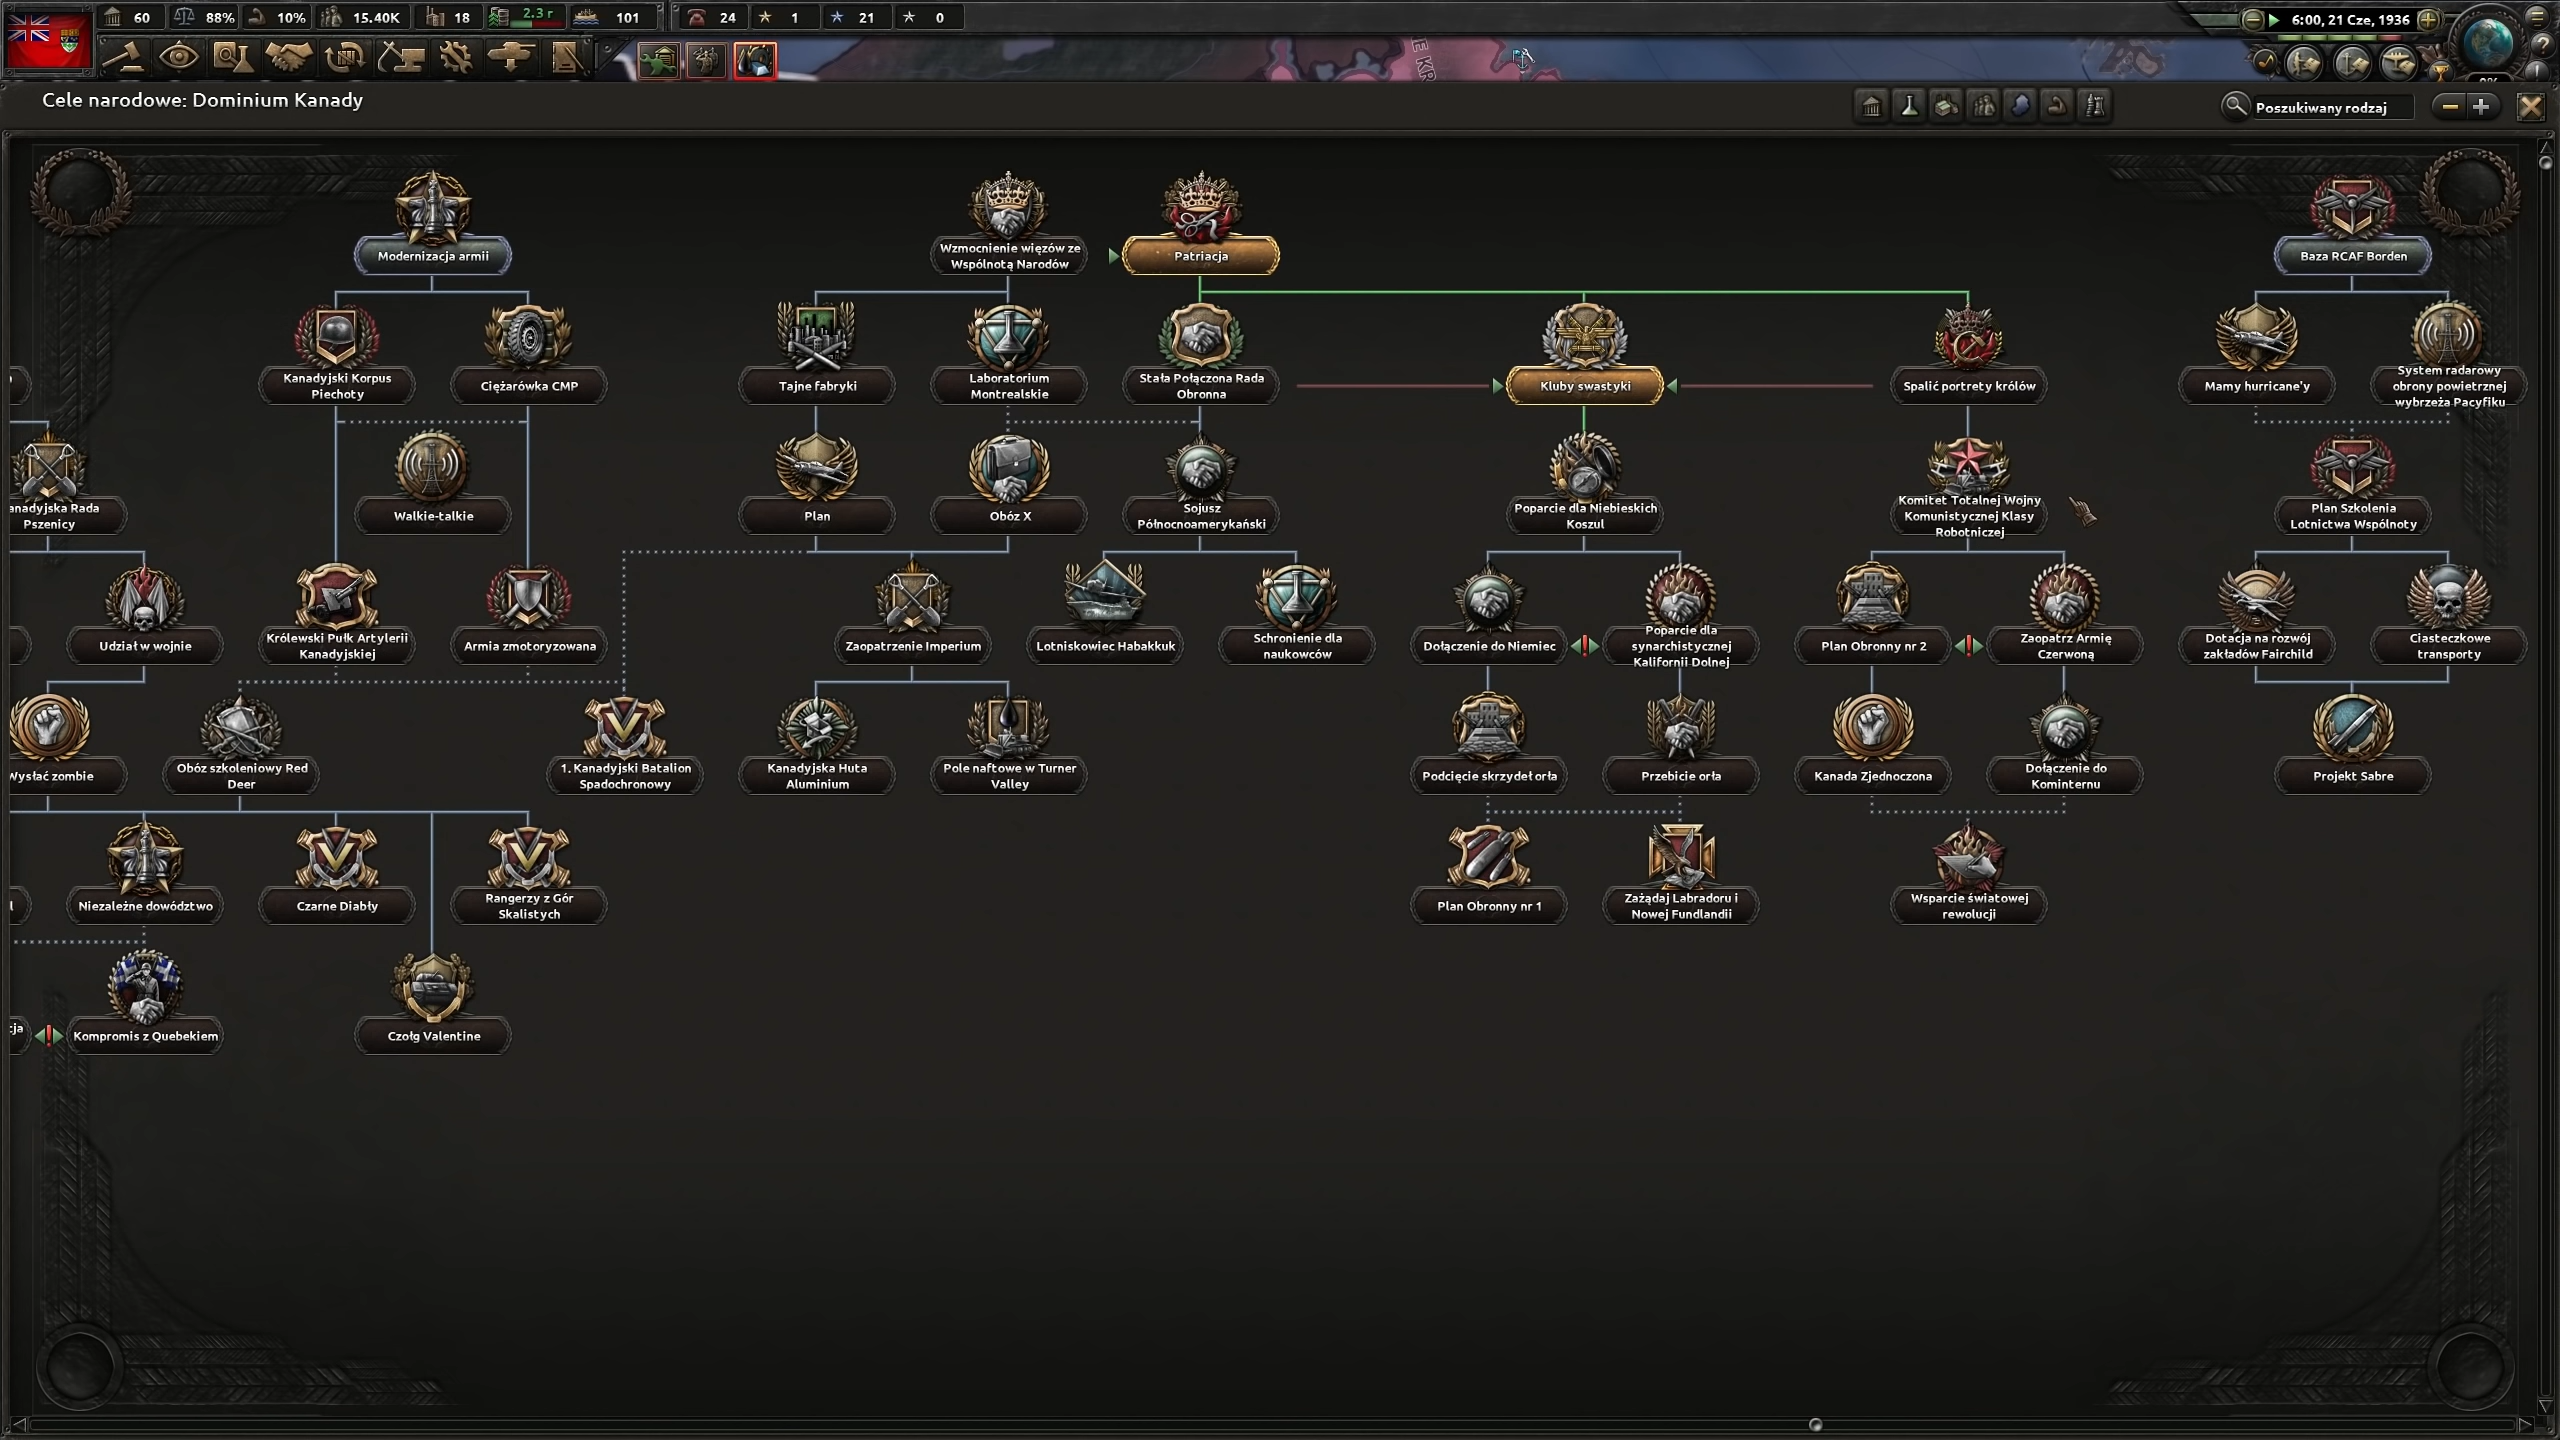 60
88%
10%
15.40K
18
2.3 r
101
24
1
21
0
6:00, 21 Cze, 1936
Cele narodowe: Dominium Kanady
Poszukiwany rodzaj
Modernizacja armii
Wzmocnienie więzów ze
Wspólnotą Narodów
Patriacja
Baza RCAF Borden
Kanadyjski Korpus
Piechoty
Ciężarówka CMP
Tajne fabryki
Laboratorium
Montrealskie
Stała Połączona Rada
Obronna
Kluby swastyki
Spalić portrety królów
Mamy hurricane'y
System radarowy
obrony powietrznej
wybrzeża Pacyfiku
anadyjska Rada
Pszenicy
Walkie-talkie
Plan
Obóz X
Sojusz
Północnoamerykański
Poparcie dla Niebieskich
Koszul
Komitet Totalnej Wojny
Komunistycznej Klasy
Robotniczej
Plan Szkolenia
Lotnictwa Wspólnoty
Udział w wojnie
Królewski Pułk Artylerii
Kanadyjskiej
Armia zmotoryzowana
Zaopatrzenie Imperium
Lotniskowiec Habakkuk
Schronienie dla
naukowców
Dołączenie do Niemiec
Poparcie dla
synarchistycznej
Kalifornii Dolnej
Plan Obronny nr 2
Zaopatrz Armię
Czerwoną
Dotacja na rozwój
zakładów Fairchild
Ciasteczkowe
transporty
Wysłać zombie
Obóz szkoleniowy Red
Deer
1. Kanadyjski Batalion
Spadochronowy
Kanadyjska Huta
Aluminium
Pole naftowe w Turner
Valley
Podcięcie skrzydeł orła
Przebicie orła
Kanada Zjednoczona
Dołączenie do
Kominternu
Projekt Sabre
Niezależne dowództwo
Czarne Diabły
Rangerzy z Gór
Skalistych
Plan Obronny nr 1
Zażądaj Labradoru i
Nowej Fundlandii
Wsparcie światowej
rewolucji
cja
Kompromis z Quebekiem
Czołg Valentine